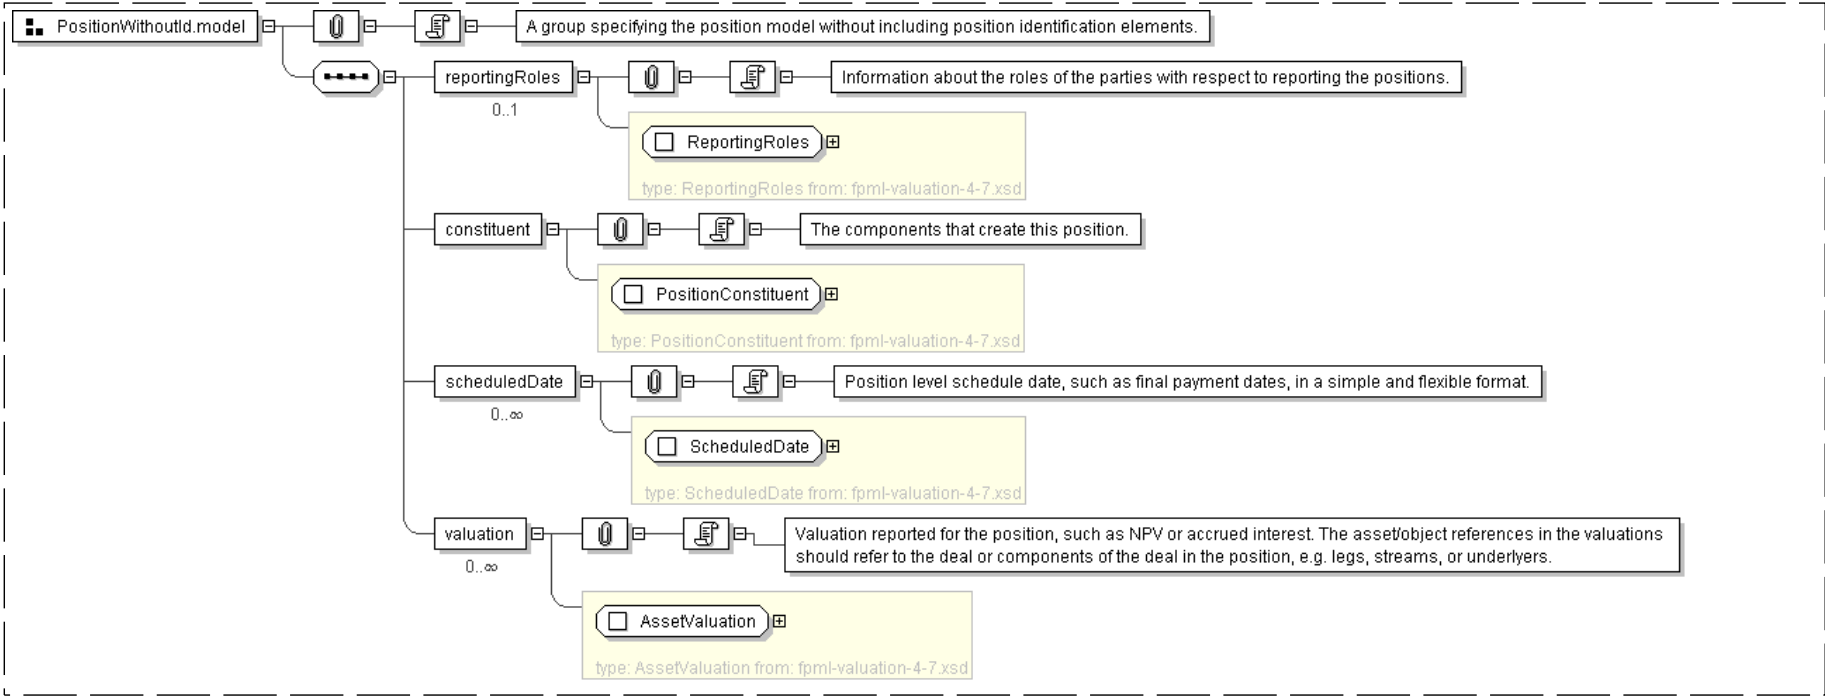 PositionWithoutId.model
A group specifying the position model without including position identification elements.
reportingRoles
Information about the roles of the parties with respect to reporting the positions.
0..1
ReportingRoles
type: ReportingRoles from: fpml-valuation-4-7.xsd
constituent
The components that create this position.
PositionConstituent
type: PositionConstituent from: fpml-valuation-4-7.xsd
scheduledDate
Position level schedule date, such as final payment dates, in a simple and flexible format.
0..∞
ScheduledDate
type: ScheduledDate from: fpml-valuation-4-7.xsd
valuation
Valuation reported for the position, such as NPV or accrued interest. The asset/object references in the valuations
should refer to the deal or components of the deal in the position, e.g. legs, streams, or underlyers.
0..∞
AssetValuation
type: AssetValuation from: fpml-valuation-4-7.xsd